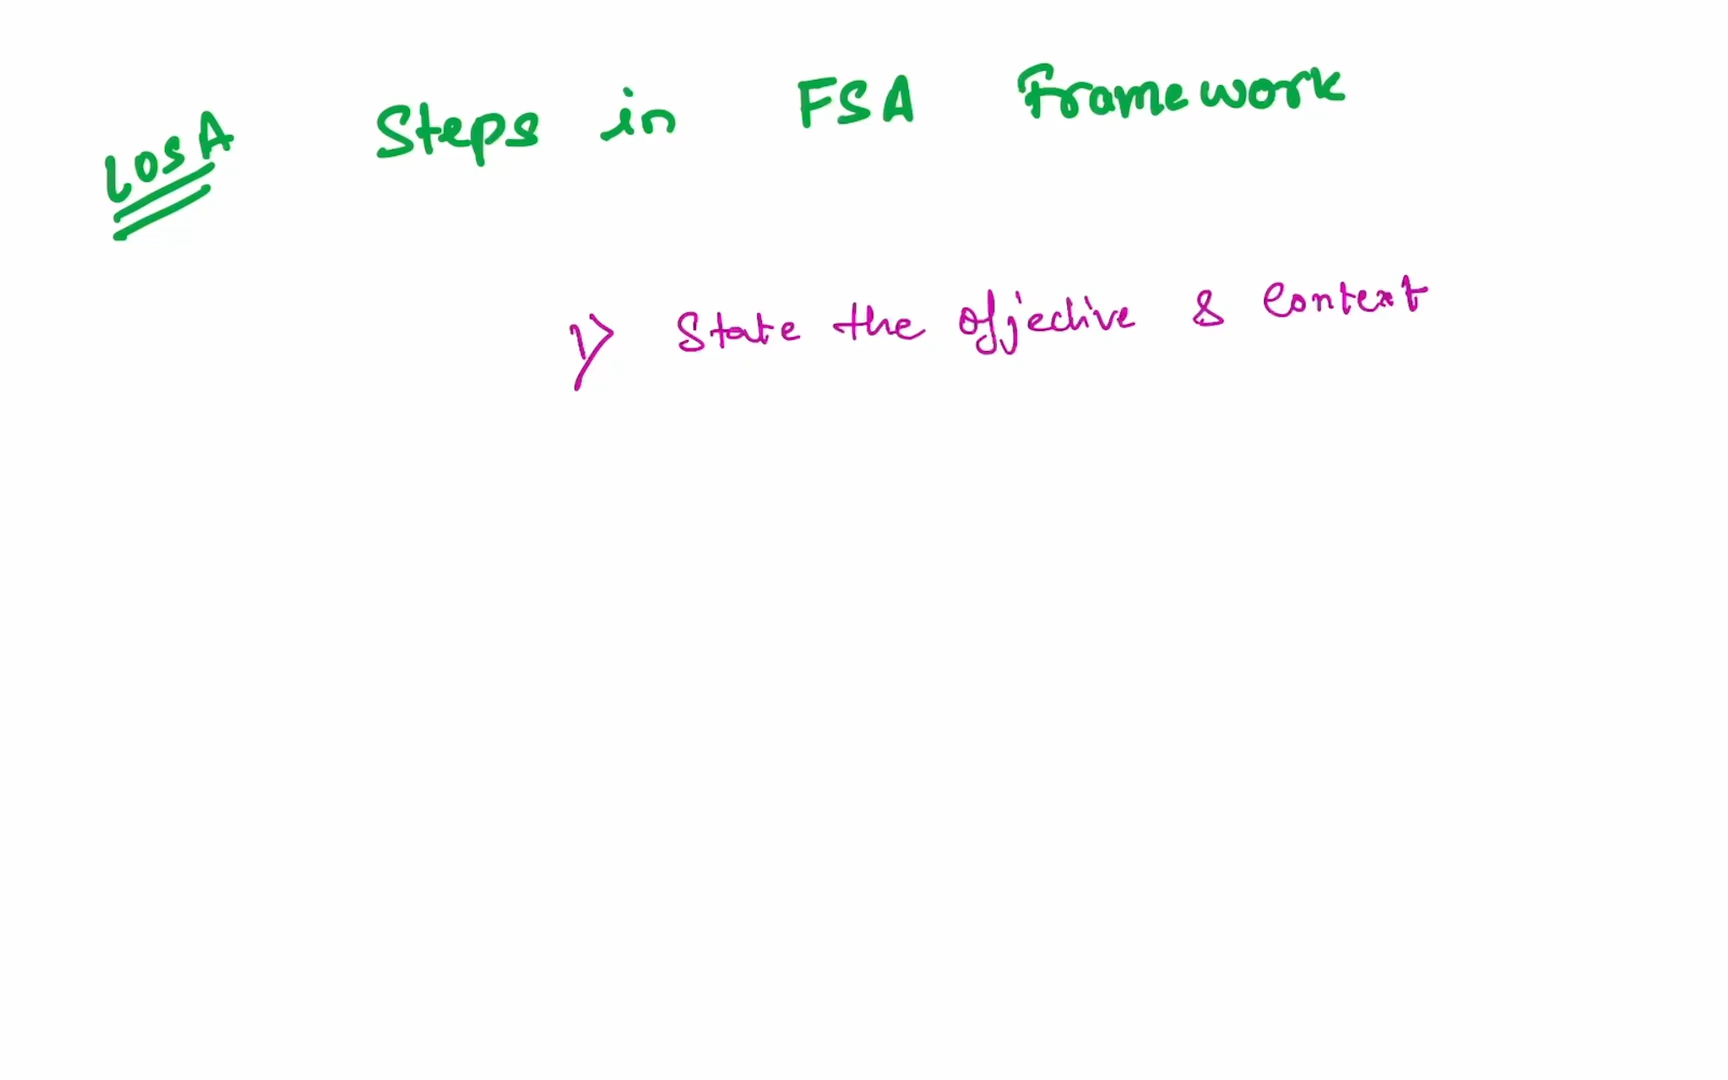 LOS A Steps in FSA Framework
1) State the objective & Context